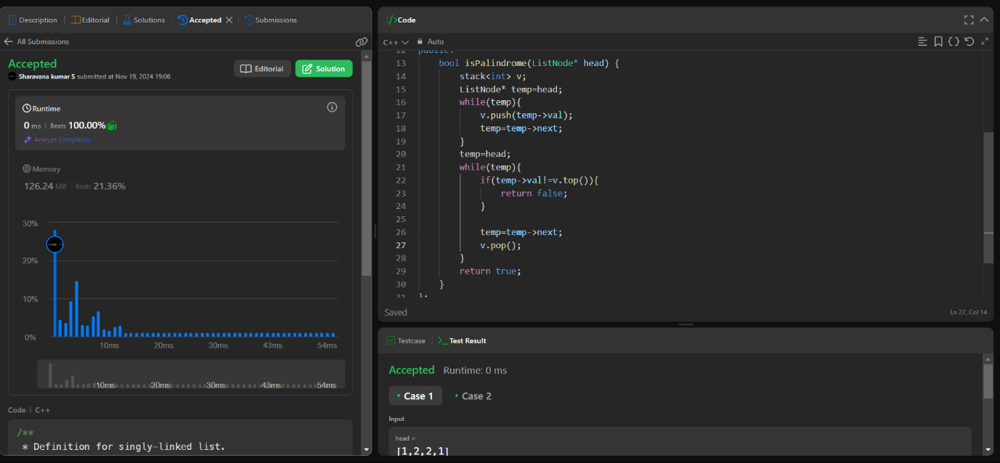 Description | Editorial | Solutions | Accepted | Submissions
All Submissions
Accepted
Sharavana kumar S submitted at Nov 19, 2024 19:06
Editorial
Solution
Runtime
0 ms | Beats 100.00%
Analyze Complexity
Memory
126.24 MB | Beats 21.36%
30%
20%
10%
0%
10ms 20ms 30ms 43ms 54ms
10ms 20ms 30ms 43ms 54ms
Code | C++
/**
* Definition for singly-linked list.
</>Code
C++ Auto
12 public:
13 bool isPalindrome(ListNode* head) {
14 stack<int> v;
15 ListNode* temp=head;
16 while(temp){
17 v.push(temp->val);
18 temp=temp->next;
19 }
20 temp=head;
21 while(temp){
22 if(temp->val!=v.top()){
23 return false;
24 }
25
26 temp=temp->next;
27 v.pop();
28 }
29 return true;
30 }
31 };
Saved
Ln 27, Col 14
Testcase | >_ Test Result
Accepted Runtime: 0 ms
• Case 1 • Case 2
Input
head =
[1,2,2,1]